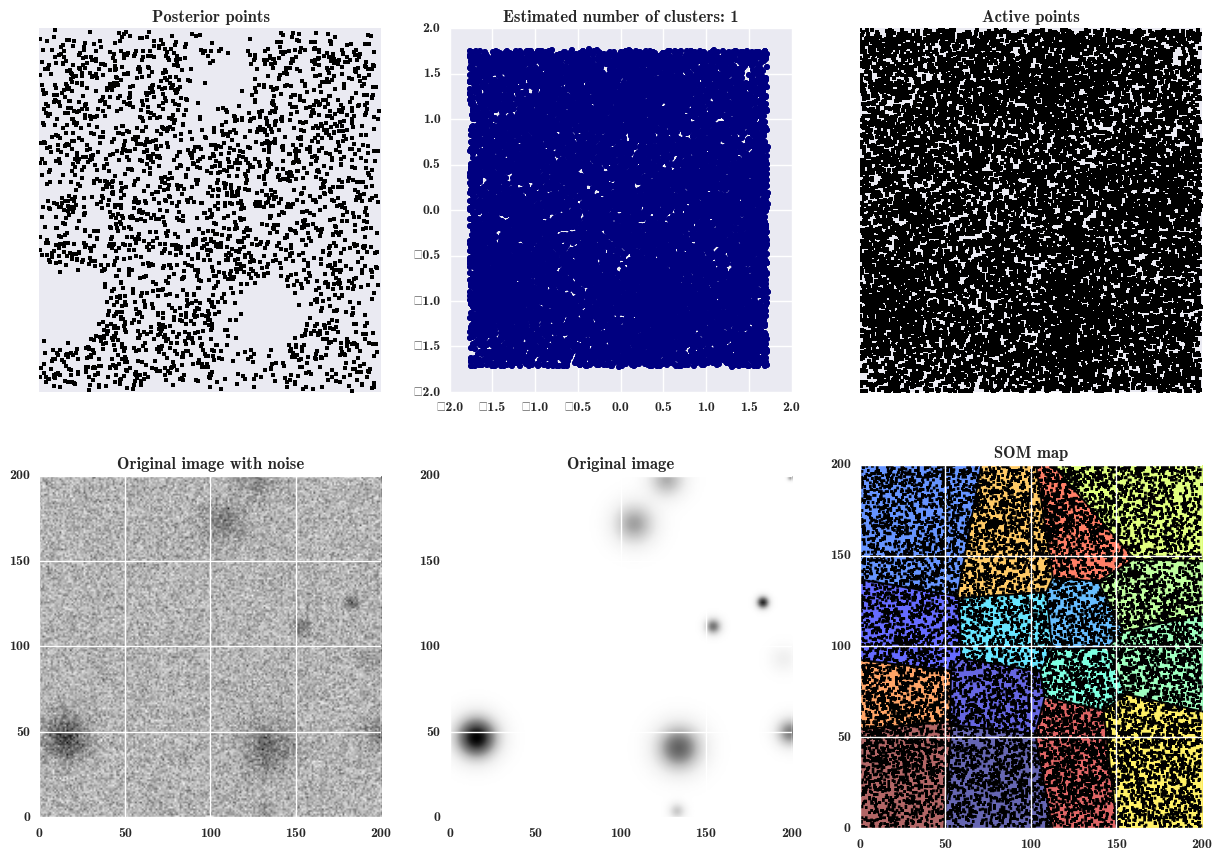 Posterior points
Estimated number of clusters: 1
Active points
2.0
1.5
1.0
0.5
0.0
□0.5
□1.0
□1.5
□2.0
□2.0 □1.5 □1.0 □0.5 0.0 0.5 1.0 1.5 2.0
Original image with noise
Original image
SOM map
200
150
100
50
0
0 50 100 150 200
200
150
100
50
0
0 50 100 150 200
200
150
100
50
0
0 50 100 150 200